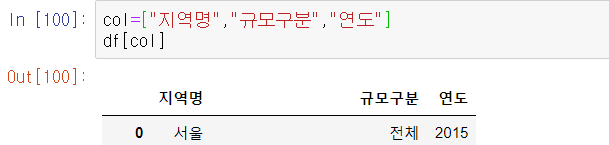 In [100]: col=["지역명","규모구분","연도"]
df[col]
Out[100]:
지역명 규모구분 연도
0 서울 전체 2015